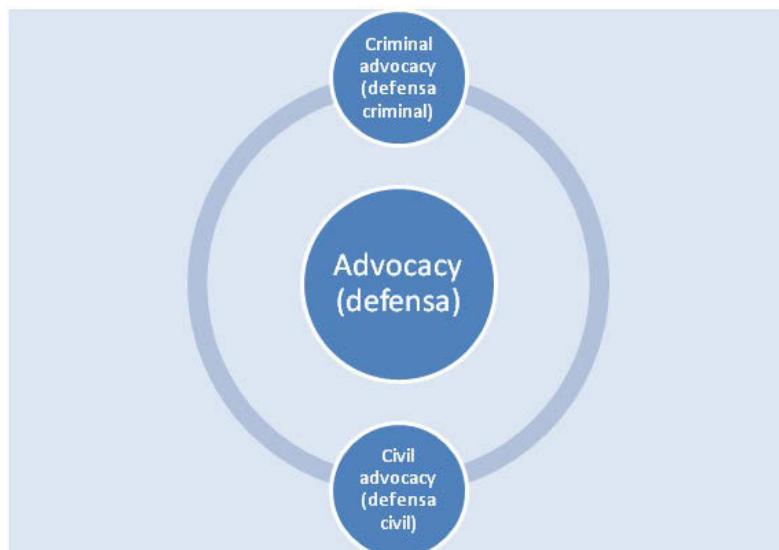 Criminal
advocacy
(defensa
criminal)
Advocacy
(defensa)
Civil
advocacy
(defensa
civil)